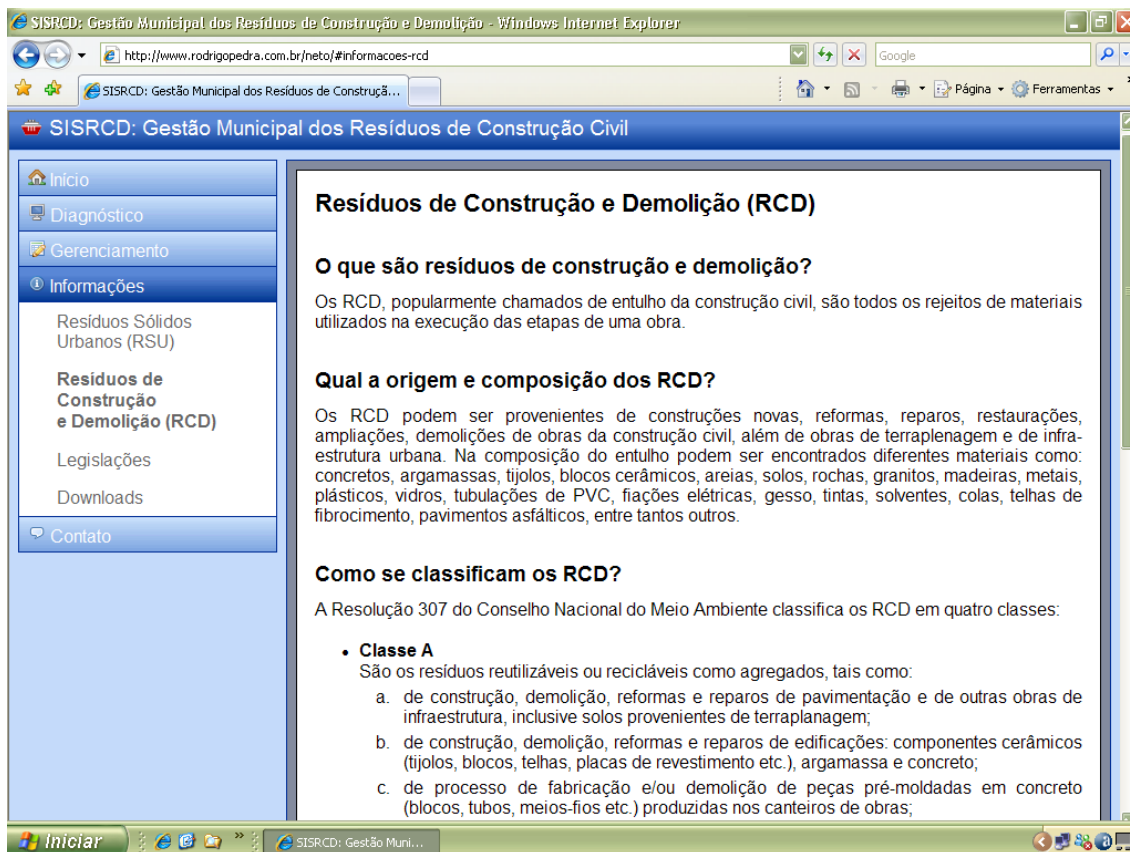 SISRCD: Gestão Municipal dos Resíduos de Construção e Demolição - Windows Internet Explorer
http://www.rodrigopedra.com.br/neto/#informacoes-rcd
Google
SISRCD: Gestão Municipal dos Resíduos de Construçã...
Página
Ferramentas
SISRCD: Gestão Municipal dos Resíduos de Construção Civil
Início
Diagnóstico
Gerenciamento
Informações
Resíduos Sólidos
Urbanos (RSU)
Resíduos de
Construção
e Demolição (RCD)
Legislações
Downloads
Contato
Resíduos de Construção e Demolição (RCD)
O que são resíduos de construção e demolição?
Os RCD, popularmente chamados de entulho da construção civil, são todos os rejeitos de materiais
utilizados na execução das etapas de uma obra.
Qual a origem e composição dos RCD?
Os RCD podem ser provenientes de construções novas, reformas, reparos, restaurações,
ampliações, demolições de obras da construção civil, além de obras de terraplenagem e de infra-
estrutura urbana. Na composição do entulho podem ser encontrados diferentes materiais como:
concretos, argamassas, tijolos, blocos cerâmicos, areias, solos, rochas, granitos, madeiras, metais,
plásticos, vidros, tubulações de PVC, fiações elétricas, gesso, tintas, solventes, colas, telhas de
fibrocimento, pavimentos asfálticos, entre tantos outros.
Como se classificam os RCD?
A Resolução 307 do Conselho Nacional do Meio Ambiente classifica os RCD em quatro classes:
• Classe A
São os resíduos reutilizáveis ou recicláveis como agregados, tais como:
a. de construção, demolição, reformas e reparos de pavimentação e de outras obras de
infraestrutura, inclusive solos provenientes de terraplanagem;
b. de construção, demolição, reformas e reparos de edificações: componentes cerâmicos
(tijolos, blocos, telhas, placas de revestimento etc.), argamassa e concreto;
c. de processo de fabricação e/ou demolição de peças pré-moldadas em concreto
(blocos, tubos, meios-fios etc.) produzidas nos canteiros de obras;
Iniciar
SISRCD: Gestão Muni...